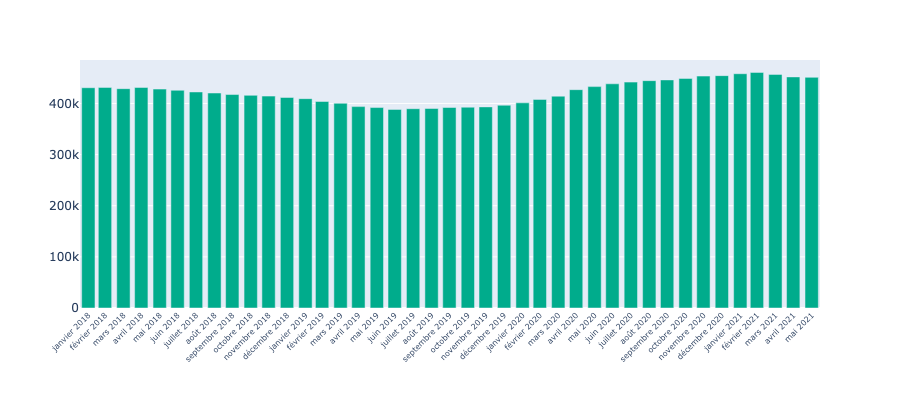 400k
300k
200k
100k
0
janvier 2018
février 2018
mars 2018
avril 2018
mai 2018
juin 2018
juillet 2018
août 2018
septembre 2018
octobre 2018
novembre 2018
décembre 2018
janvier 2019
février 2019
mars 2019
avril 2019
mai 2019
juin 2019
juillet 2019
août 2019
septembre 2019
octobre 2019
novembre 2019
décembre 2019
janvier 2020
février 2020
mars 2020
avril 2020
mai 2020
juin 2020
juillet 2020
août 2020
septembre 2020
octobre 2020
novembre 2020
décembre 2020
janvier 2021
février 2021
mars 2021
avril 2021
mai 2021